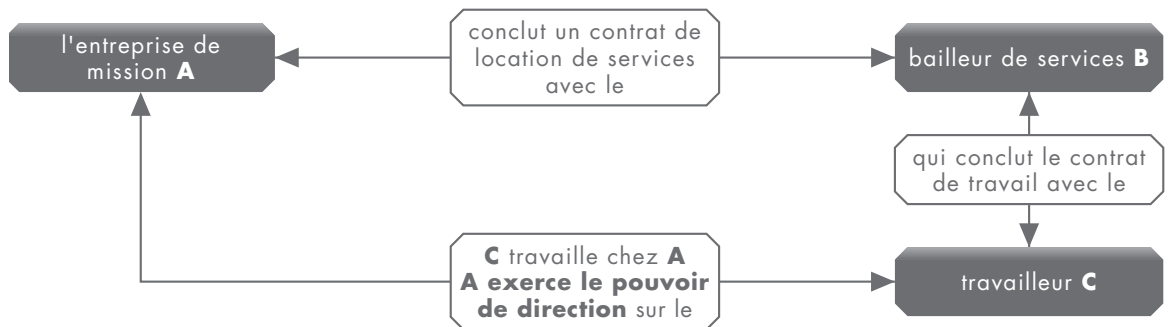 l'entreprise de
mission A
conclut un contrat de
location de services
avec le
bailleur de services B
qui conclut le contrat
de travail avec le
C travaille chez A
A exerce le pouvoir
de direction sur le
travailleur C